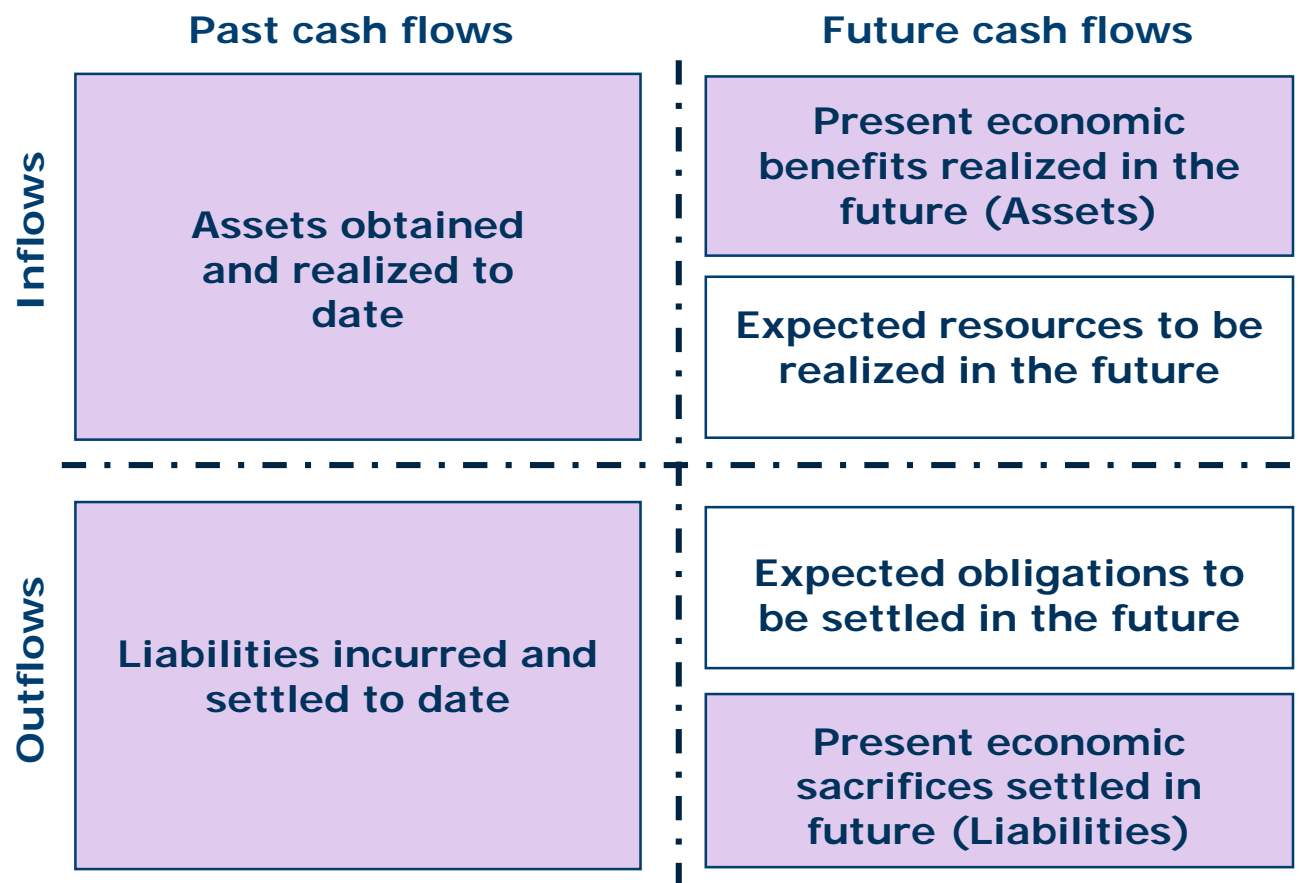 Past cash flows
Future cash flows
Inflows
Assets obtained
and realized to
date
Present economic
benefits realized in the
future (Assets)
Expected resources to be
realized in the future
Outflows
Liabilities incurred and
settled to date
Expected obligations to
be settled in the future
Present economic
sacrifices settled in
future (Liabilities)